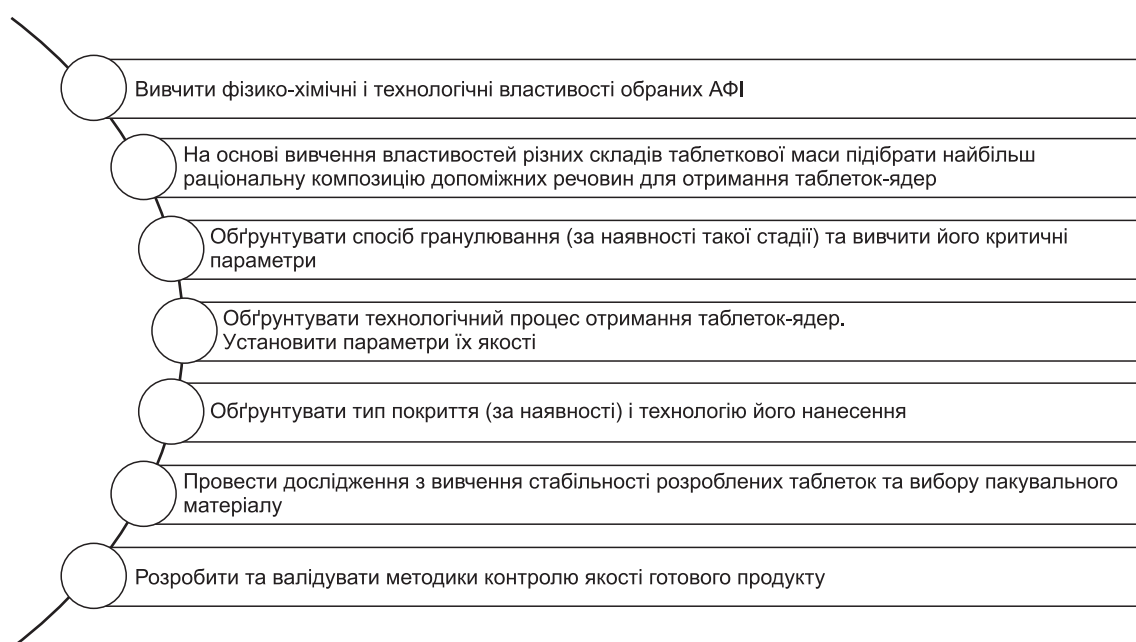 Вивчити фізико-хімічні і технологічні властивості обраних АФІ
На основі вивчення властивостей різних складів таблеткової маси підібрати найбільш
раціональну композицію допоміжних речовин для отримання таблеток-ядер
Обґрунтувати спосіб гранулювання (за наявності такої стадії) та вивчити його критичні
параметри
Обґрунтувати технологічний процес отримання таблеток-ядер.
Установити параметри їх якості
Обґрунтувати тип покриття (за наявності) і технологію його нанесення
Провести дослідження з вивчення стабільності розроблених таблеток та вибору пакувального
матеріалу
Розробити та валідувати методики контролю якості готового продукту